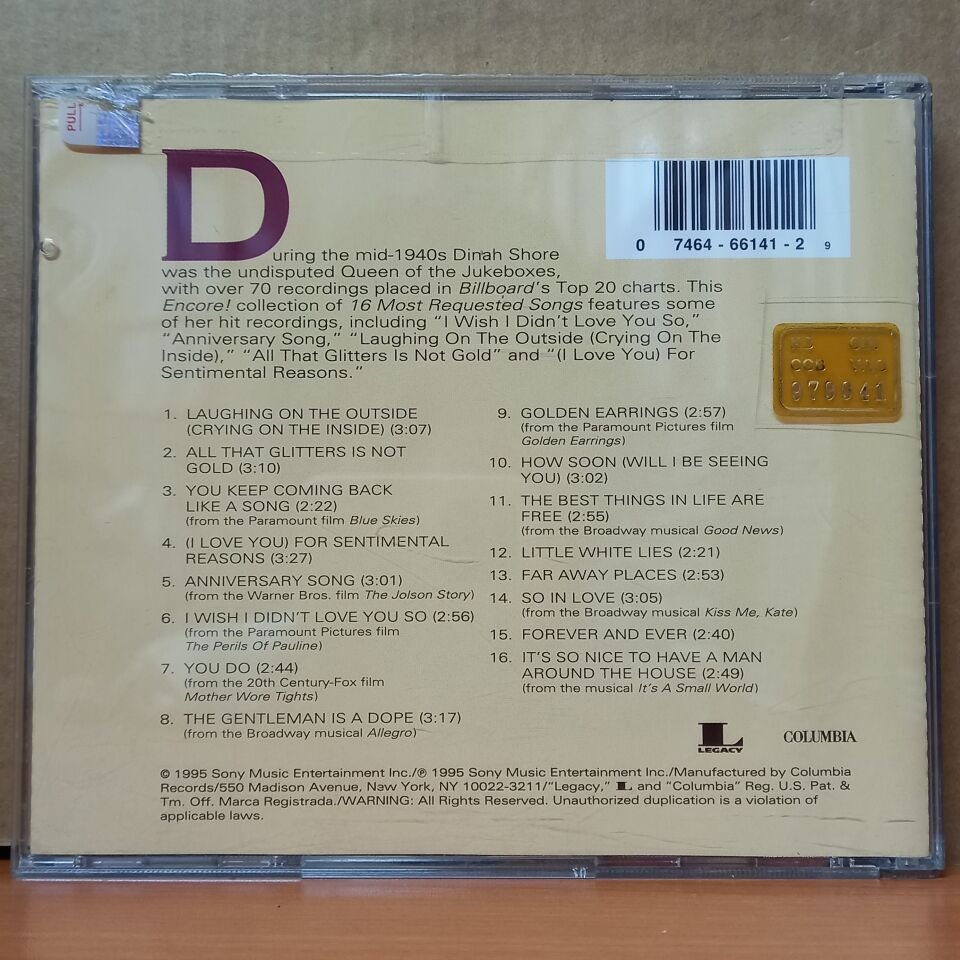 PULL
0 7464-66141-2 9
During the mid-1940s Dinah Shore
was the undisputed Queen of the Jukeboxes,
with over 70 recordings placed in Billboard's Top 20 charts. This
Encore! collection of 16 Most Requested Songs features some
of her hit recordings, including "I Wish I Didn't Love You So,"
"Anniversary Song," "Laughing On The Outside (Crying On The
Inside)," "All That Glitters Is Not Gold" and "(I Love You) For
Sentimental Reasons."
1. LAUGHING ON THE OUTSIDE
(CRYING ON THE INSIDE) (3:07)
2. ALL THAT GLITTERS IS NOT
GOLD (3:10)
3. YOU KEEP COMING BACK
LIKE A SONG (2:22)
(from the Paramount film Blue Skies)
4. (I LOVE YOU) FOR SENTIMENTAL
REASONS (3:27)
5. ANNIVERSARY SONG (3:01)
(from the Warner Bros. film The Jolson Story)
6. I WISH I DIDN'T LOVE YOU SO (2:56)
(from the Paramount Pictures film
The Perils Of Pauline)
7. YOU DO (2:44)
(from the 20th Century-Fox film
Mother Wore Tights)
8. THE GENTLEMAN IS A DOPE (3:17)
(from the Broadway musical Allegro)
9. GOLDEN EARRINGS (2:57)
(from the Paramount Pictures film
Golden Earrings)
10. HOW SOON (WILL I BE SEEING
YOU) (3:02)
11. THE BEST THINGS IN LIFE ARE
FREE (2:55)
(from the Broadway musical Good News)
12. LITTLE WHITE LIES (2:21)
13. FAR AWAY PLACES (2:53)
14. SO IN LOVE (3:05)
(from the Broadway musical Kiss Me, Kate)
15. FOREVER AND EVER (2:40)
16. IT'S SO NICE TO HAVE A MAN
AROUND THE HOUSE (2:49)
(from the musical It's A Small World)
L
LEGACY
COLUMBIA
© 1995 Sony Music Entertainment Inc./℗ 1995 Sony Music Entertainment Inc./Manufactured by Columbia
Records/550 Madison Avenue, New York, NY 10022-3211/"Legacy," L and "Columbia" Reg. U.S. Pat. &
Tm. Off. Marca Registrada./WARNING: All Rights Reserved. Unauthorized duplication is a violation of
applicable laws.